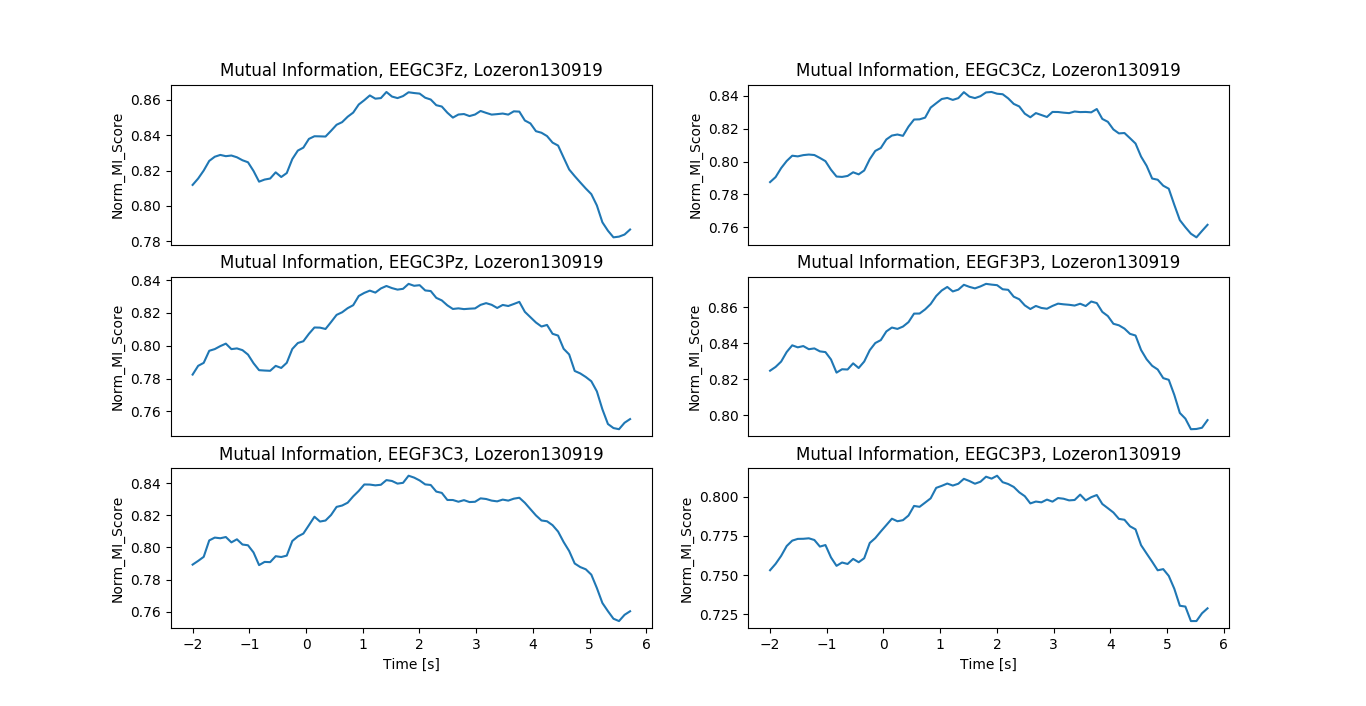 Mutual Information, EEGC3Fz, Lozeron130919
Norm_MI_Score
0.86
0.84
0.82
0.80
0.78
Mutual Information, EEGC3Cz, Lozeron130919
Norm_MI_Score
0.84
0.82
0.80
0.78
0.76
Mutual Information, EEGC3Pz, Lozeron130919
Norm_MI_Score
0.84
0.82
0.80
0.78
0.76
Mutual Information, EEGF3P3, Lozeron130919
Norm_MI_Score
0.86
0.84
0.82
0.80
Mutual Information, EEGF3C3, Lozeron130919
Norm_MI_Score
0.84
0.82
0.80
0.78
0.76
−2 −1 0 1 2 3 4 5 6
Time [s]
Mutual Information, EEGC3P3, Lozeron130919
Norm_MI_Score
0.800
0.775
0.750
0.725
−2 −1 0 1 2 3 4 5 6
Time [s]